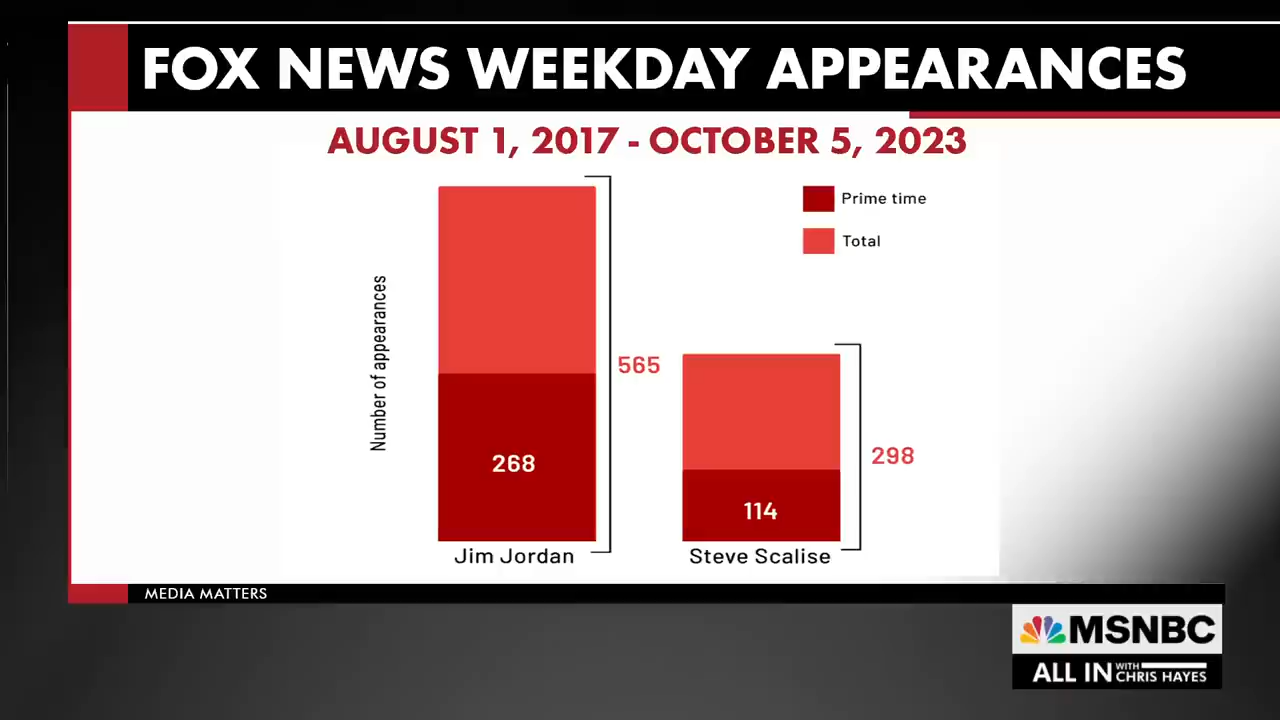 FOX NEWS WEEKDAY APPEARANCES
AUGUST 1, 2017 - OCTOBER 5, 2023
Prime time
Total
Number of appearances
565
268
298
114
Jim Jordan
Steve Scalise
MEDIA MATTERS
MSNBC
ALL IN WITH CHRIS HAYES